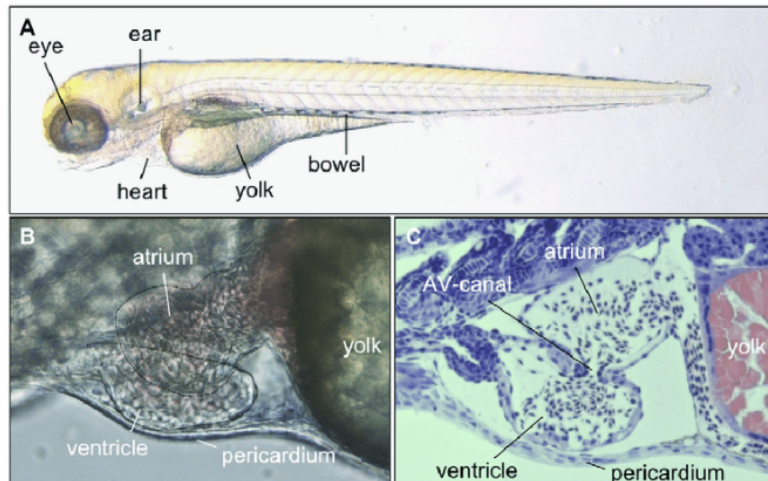 A
eye
ear
heart
yolk
bowel
B
atrium
yolk
ventricle
pericardium
C
atrium
AV-canal
yolk
ventricle
pericardium